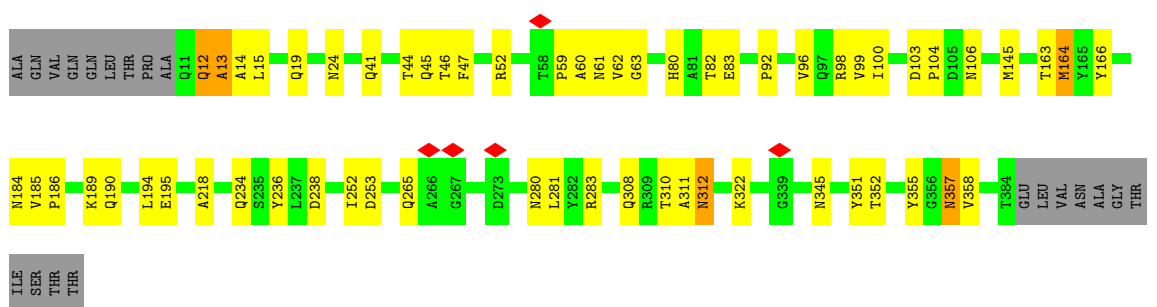 ALA GLN VAL GLN GLN LEU THR PRO ALA Q11 Q12 A13 A14 L15 Q19 N24 Q41 T44 Q45 T46 F47 R52 T58 P59 A60 N61 V62 G63 H80 A81 T82 E83 P92 V96 Q97 R98 V99 I100 D103 P104 D105 N106 M145 T163 M164 Y165 Y166
N184 V185 P186 K189 Q190 L194 E195 A218 Q234 S235 Y236 L237 D238 I252 D253 Q265 A266 G267 D273 N280 L281 Y282 R283 Q308 R309 T310 A311 N312 K322 G339 N345 Y351 T352 Y355 G356 N357 V358 T384 GLU LEU VAL ASN ALA GLY THR
ILE SER THR THR